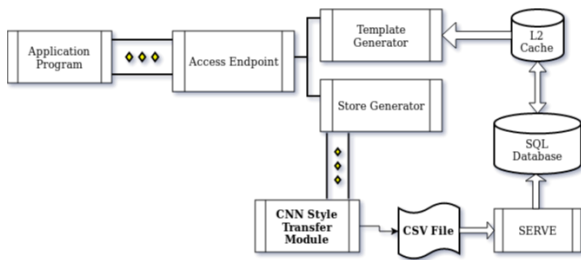 Application
Program
Access Endpoint
Template
Generator
L2
Cache
Store Generator
SQL
Database
CNN Style
Transfer
Module
CSV File
SERVE